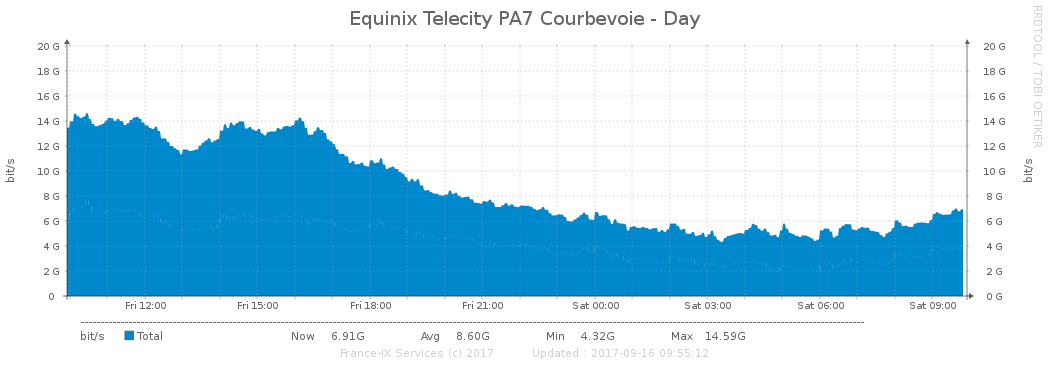 Equinix Telecity PA7 Courbevoie - Day
RRDTOOL / TOBI OETIKER
bit/s
20 G 20 G
18 G 18 G
16 G 16 G
14 G 14 G
12 G 12 G
10 G 10 G
8 G 8 G
6 G 6 G
4 G 4 G
2 G 2 G
0 0 G
bit/s
Fri 12:00 Fri 15:00 Fri 18:00 Fri 21:00 Sat 00:00 Sat 03:00 Sat 06:00 Sat 09:00
bit/s Total Now 6.91G Avg 8.60G Min 4.32G Max 14.59G
France-IX Services (c) 2017 Updated : 2017-09-16 09:55:12